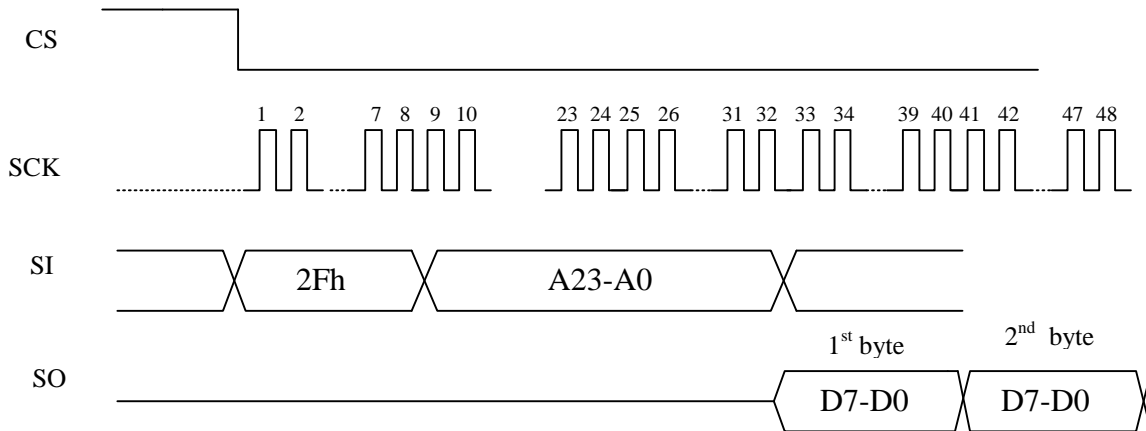 CS
1 2 7 8 9 10 23 24 25 26 31 32 33 34 39 40 41 42 47 48
SCK
SI
2Fh A23-A0
1st byte 2nd byte
SO
D7-D0 D7-D0